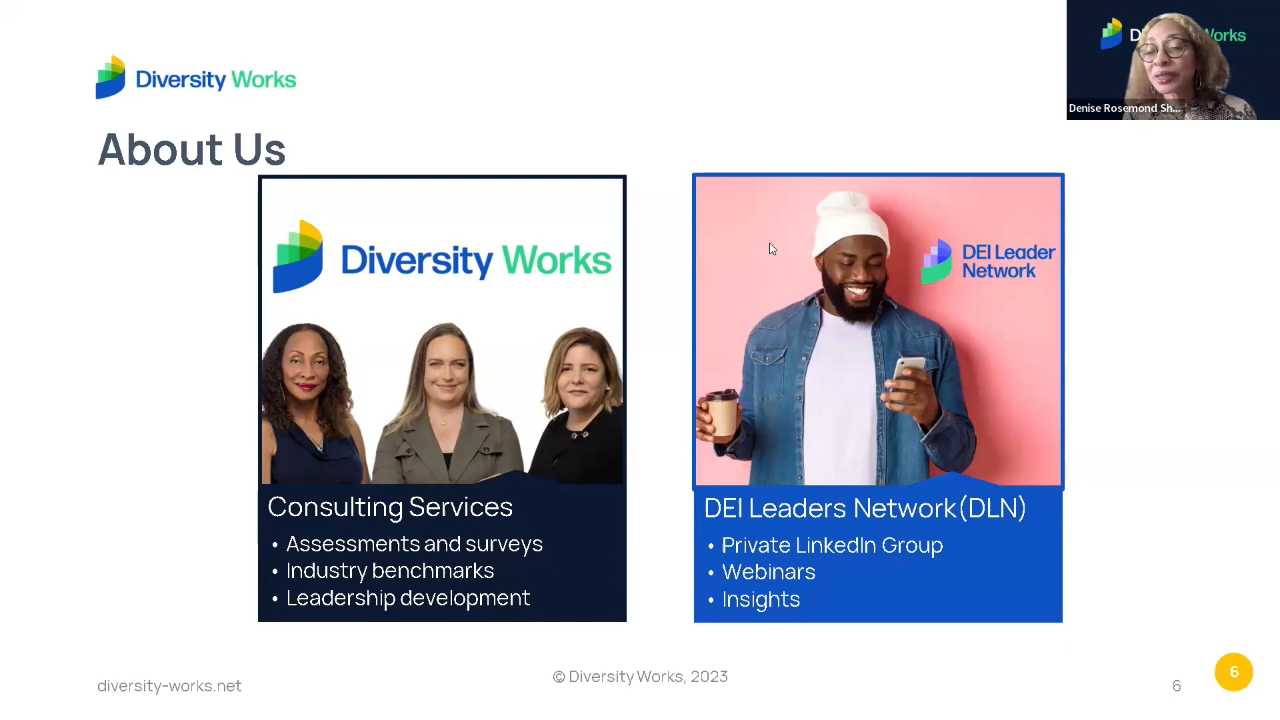 Diversity Works
About Us
Diversity Works
Consulting Services
• Assessments and surveys
• Industry benchmarks
• Leadership development
DEI Leader
Network
DEI Leaders Network(DLN)
• Private LinkedIn Group
• Webinars
• Insights
diversity-works.net
© Diversity Works, 2023
6
6
D
Works
Denise Rosemond Sh...